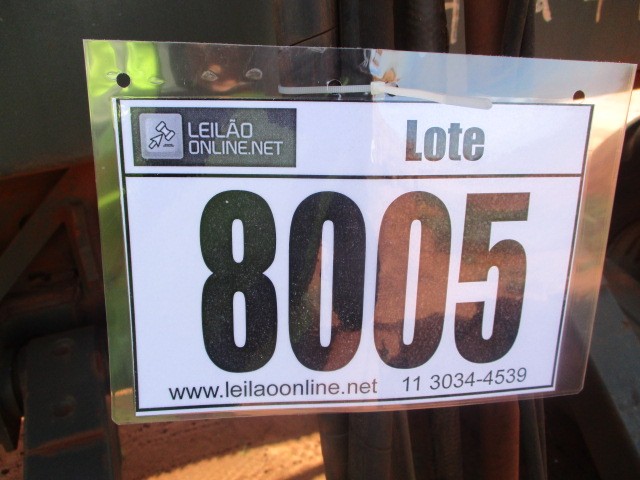 LEILÃO
ONLINE.NET
Lote
8005
www.leilaoonline.net 11 3034-4539